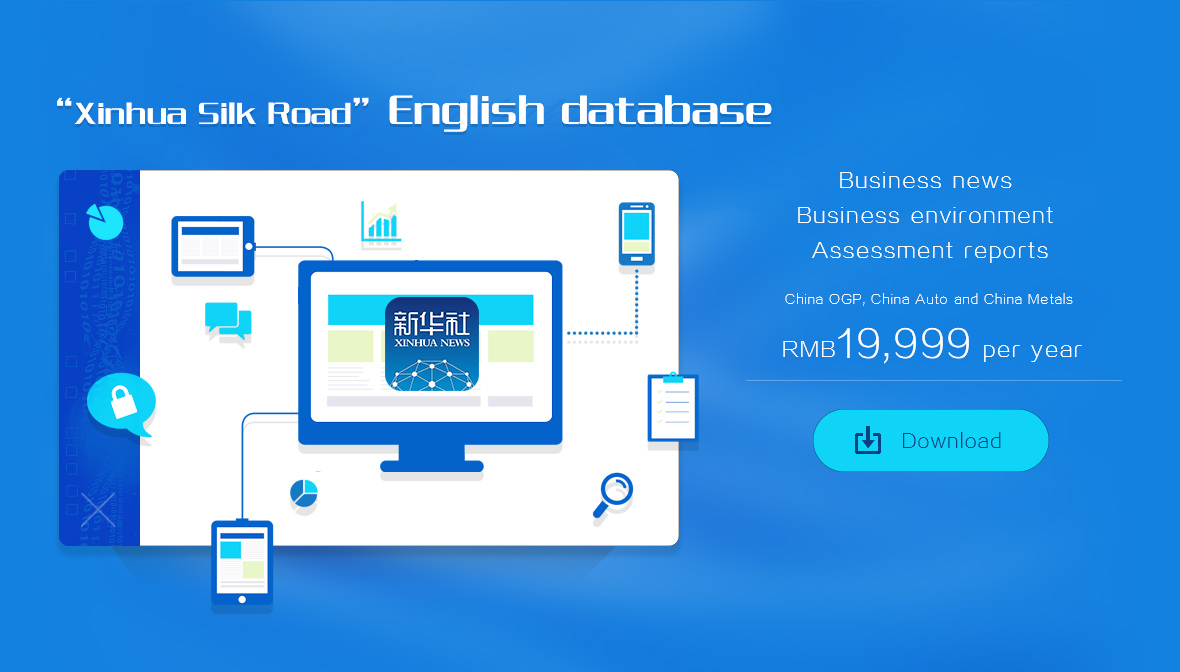 “Xinhua Silk Road” English database
Business news
Business environment
Assessment reports
China OGP, China Auto and China Metals
RMB19,999 per year
Download
新华社
XINHUA NEWS